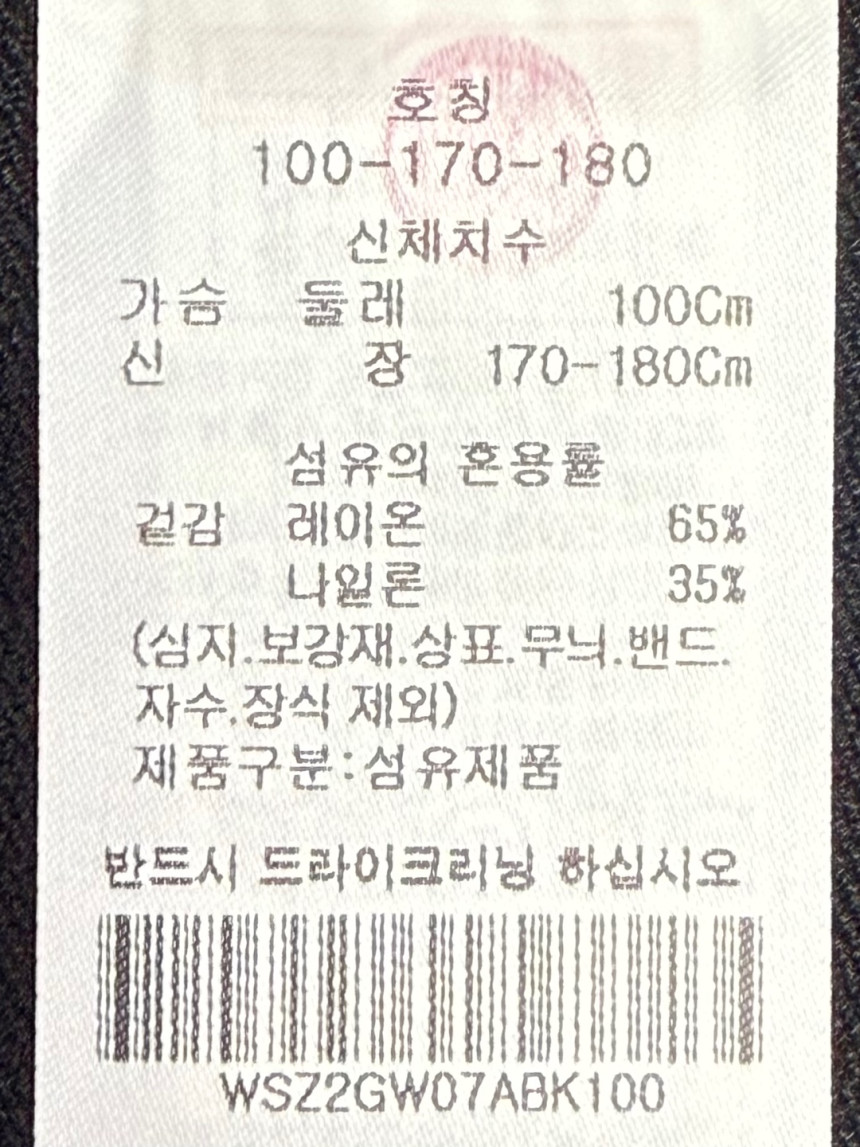 호칭
100-170-180
신체치수
가슴 둘레 100Cm
신 장 170-180Cm
섬유의 혼용률
겉감 레이온 65%
나일론 35%
(심지.보강재.상표.무늬.밴드.
자수.장식 제외)
제품구분:섬유제품
반드시 드라이크리닝 하십시오
WSZ2GW07ABK100